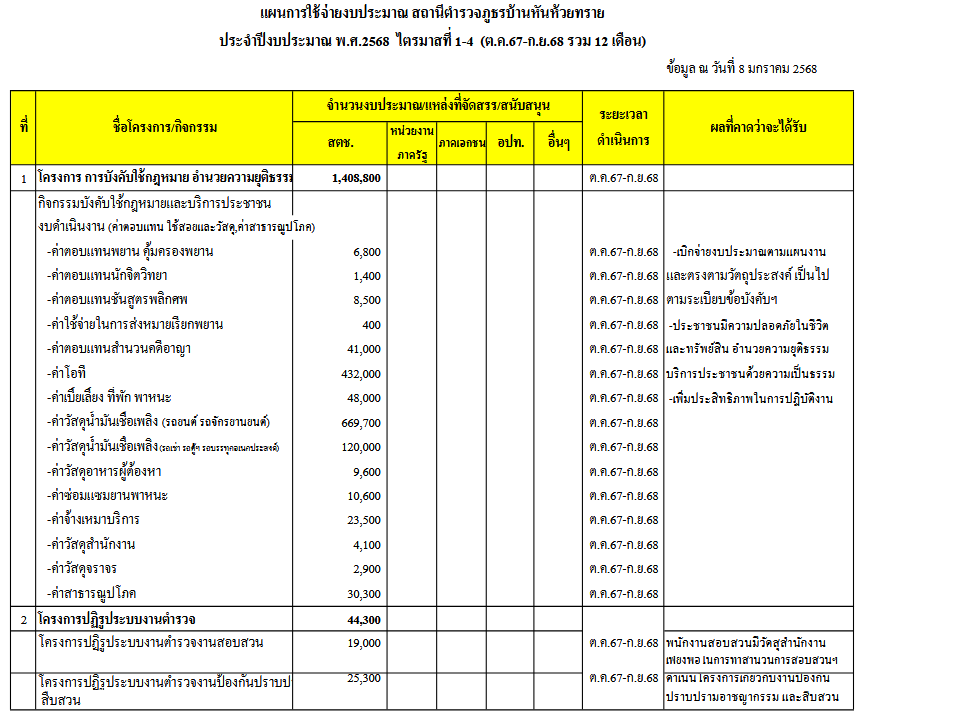 แผนการใช้จ่ายงบประมาณ สถานีตำรวจภูธรบ้านหันห้วยทราย
ประจำปีงบประมาณ พ.ศ.2568 ไตรมาสที่ 1-4 (ต.ค.67-ก.ย.68 รวม 12 เดือน)
ข้อมูล ณ วันที่ 8 มกราคม 2568
ที่ ชื่อโครงการ/กิจกรรม จำนวนงบประมาณ/แหล่งที่จัดสรร/สนับสนุน ระยะเวลา ดำเนินการ ผลที่คาดว่าจะได้รับ
สตช. หน่วยงาน ภาครัฐ ภาคเอกชน อปท. อื่นๆ
1 โครงการ การบังคับใช้กฎหมาย อำนวยความยุติธรร 1,408,800 ต.ค.67-ก.ย.68
กิจกรรมบังคับใช้กฎหมายและบริการประชาชน
งบดำเนินงาน (ค่าตอบแทน ใช้สอยและวัสดุ,ค่าสาธารณูปโภค)
-ค่าตอบแทนพยาน คุ้มครองพยาน 6,800 ต.ค.67-ก.ย.68 -เบิกจ่ายงบประมาณตามแผนงาน
-ค่าตอบแทนนักจิตวิทยา 1,400 ต.ค.67-ก.ย.68 และตรงตามวัตถุประสงค์ เป็นไป
-ค่าตอบแทนชันสูตรพลิกศพ 8,500 ต.ค.67-ก.ย.68 ตามระเบียบข้อบังคับฯ
-ค่าใช้จ่ายในการส่งหมายเรียกพยาน 400 ต.ค.67-ก.ย.68 -ประชาชนมีความปลอดภัยในชีวิต
-ค่าตอบแทนสำนวนคดีอาญา 41,000 ต.ค.67-ก.ย.68 และทรัพย์สิน อำนวยความยุติธรรม
-ค่าโอที 432,000 ต.ค.67-ก.ย.68 บริการประชาชนด้วยความเป็นธรรม
-ค่าเบี้ยเลี้ยง ที่พัก พาหนะ 48,000 ต.ค.67-ก.ย.68 -เพิ่มประสิทธิภาพในการปฏิบัติงาน
-ค่าวัสดุน้ำมันเชื้อเพลิง (รถยนต์ รถจักรยานยนต์) 669,700 ต.ค.67-ก.ย.68
-ค่าวัสดุน้ำมันเชื้อเพลิง (รถเช่า รถตู้ฯ รถบรรทุกอเนกประสงค์) 120,000 ต.ค.67-ก.ย.68
-ค่าวัสดุอาหารผู้ต้องหา 9,600 ต.ค.67-ก.ย.68
-ค่าซ่อมแซมยานพาหนะ 10,600 ต.ค.67-ก.ย.68
-ค่าจ้างเหมาบริการ 23,500 ต.ค.67-ก.ย.68
-ค่าวัสดุสำนักงาน 4,100 ต.ค.67-ก.ย.68
-ค่าวัสดุจราจร 2,900 ต.ค.67-ก.ย.68
-ค่าสาธารณูปโภค 30,300 ต.ค.67-ก.ย.68
2 โครงการปฏิรูประบบงานตำรวจ 44,300
โครงการปฏิรูประบบงานตำรวจงานสอบสวน 19,000 ต.ค.67-ก.ย.68 พนักงานสอบสวนมีวัสดุสำนักงาน
เพียงพอในการทำสำนวนการสอบสวนฯ
โครงการปฏิรูประบบงานตำรวจงานป้องกันปราบป 25,300 ต.ค.67-ก.ย.68 ดำเนินโครงการเกี่ยวกับงานป้องกัน
สืบสวน ปราบปรามอาชญากรรม และสืบสวน